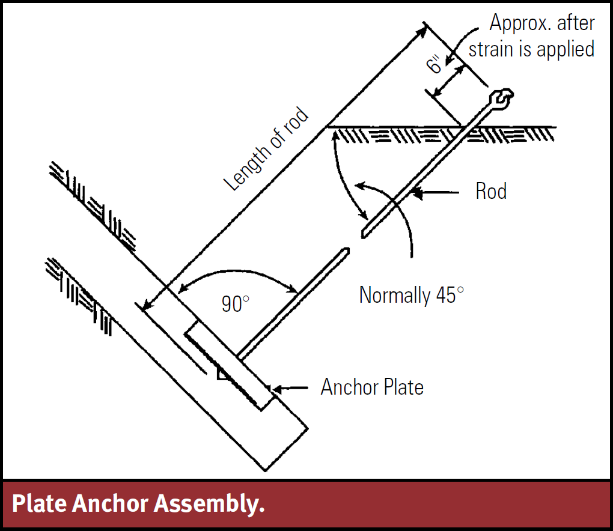 Approx. after
strain is applied
6"
Length of rod
Rod
90°
Normally 45°
Anchor Plate
Plate Anchor Assembly.